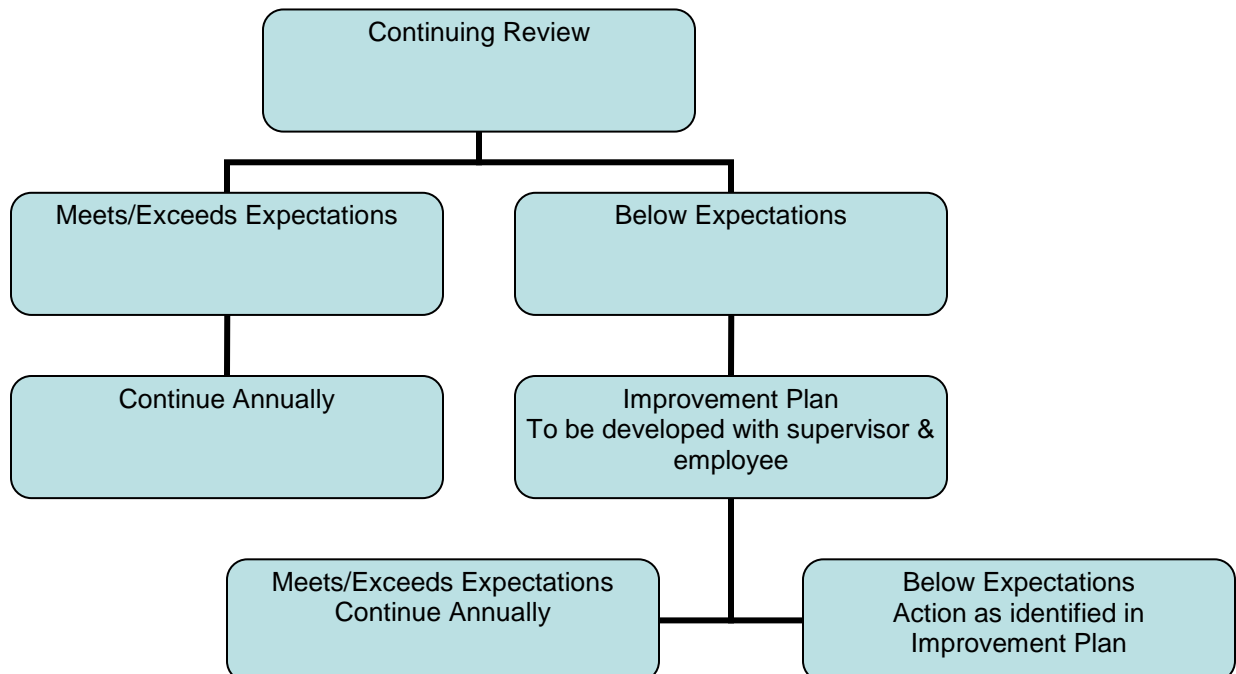 Continuing Review
Meets/Exceeds Expectations
Below Expectations
Continue Annually
Improvement Plan
To be developed with supervisor &
employee
Meets/Exceeds Expectations
Continue Annually
Below Expectations
Action as identified in
Improvement Plan